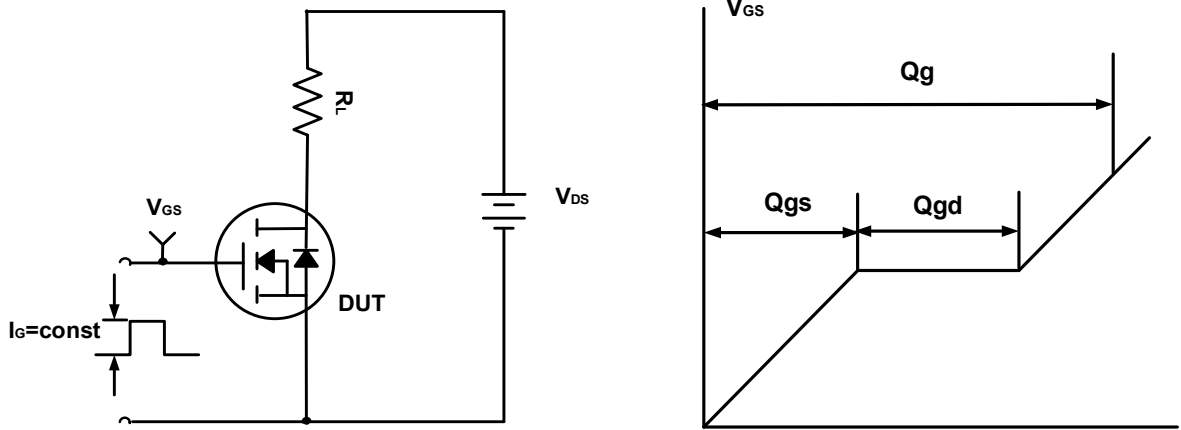 RL
VGS
VDS
DUT
IG=const
VGS
Qg
Qgs
Qgd